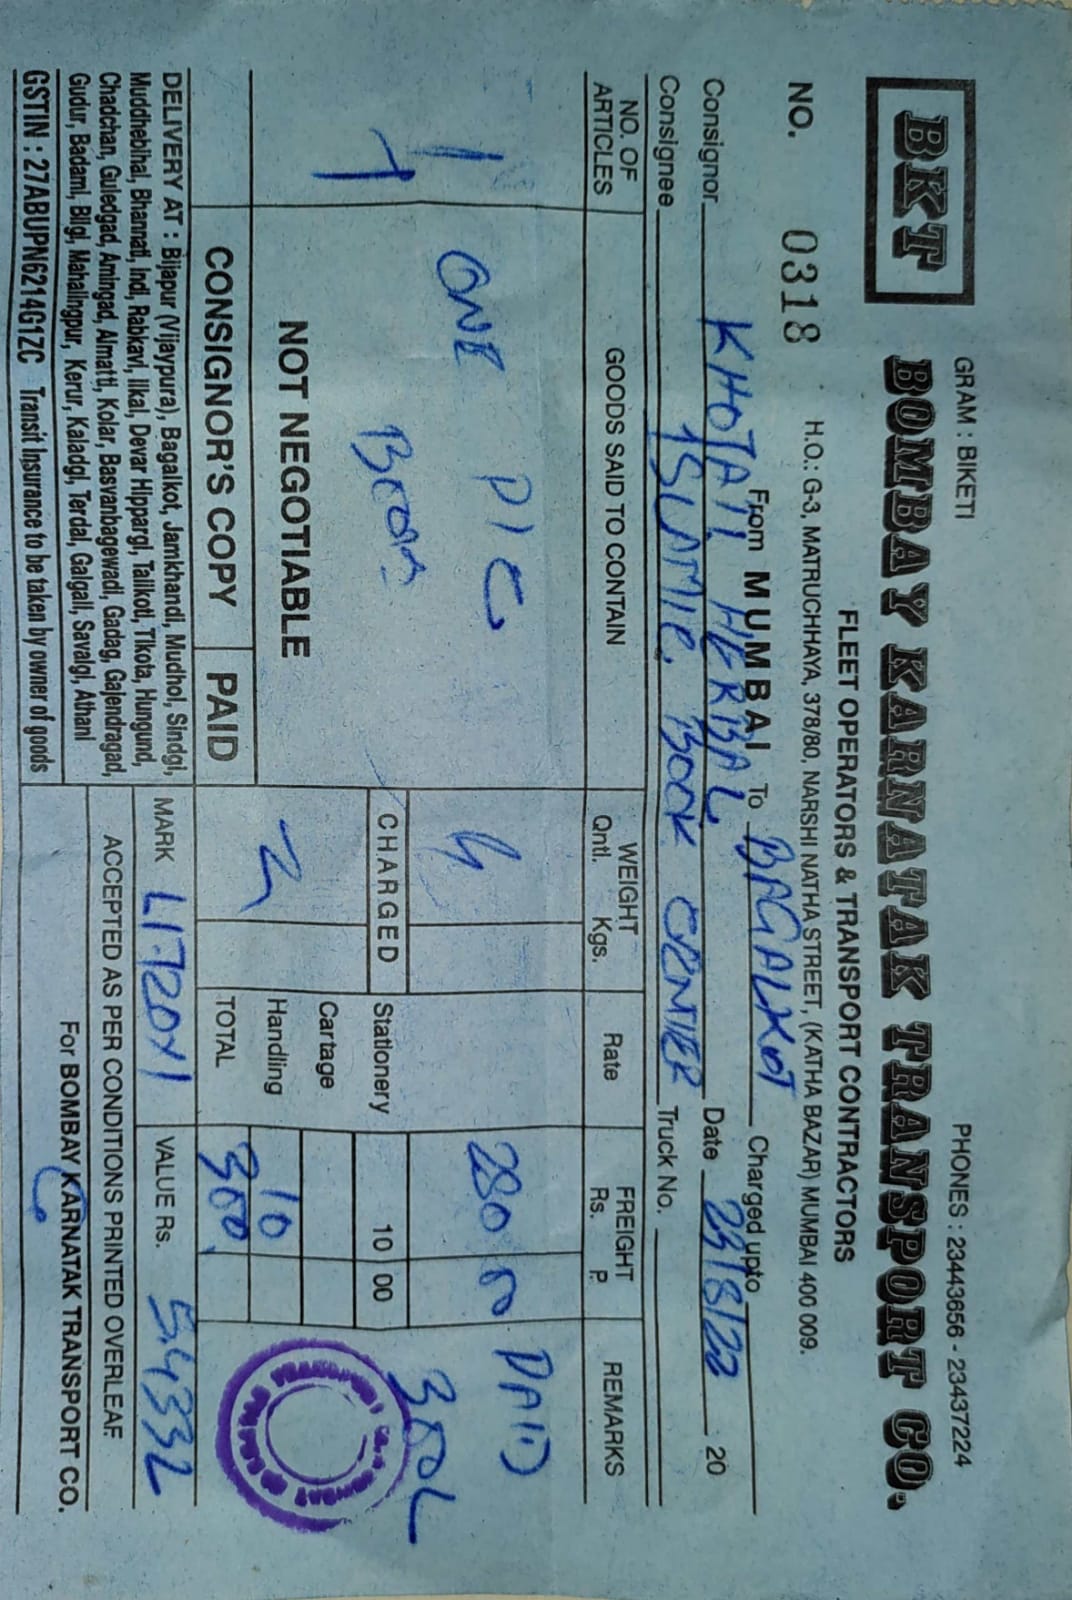 GRAM : BIKETI PHONES : 23443656 - 23437224
BKT BOMBAY KARNATAK TRANSPORT CO.
FLEET OPERATORS & TRANSPORT CONTRACTORS
H.O.: G-3, MATRUCHHAYA, 378/80, NARSHI NATHA STREET, (KATHA BAZAR) MUMBAI 400 009.
NO. 0318
From MUMBAI To BAGALKOT Charged upto
Consignor KHOJATI HERBAL Date 23/8/22 20
Consignee ISLAMIC BOOK CENTER Truck No.
NO. OF ARTICLES GOODS SAID TO CONTAIN WEIGHT Qntl. Kgs. Rate FREIGHT Rs. P. REMARKS
1 ONE PIC 280 00 PAID
CHARGED Stationery 10 00 300/-
Cartage
NOT NEGOTIABLE Handling 10
CONSIGNOR'S COPY PAID TOTAL 300
DELIVERY AT : Bijapur (Vijaypura), Bagalkot, Jamkhandi, Mudhol, Sindgi,
Muddhebihal, Bhannati, Ind, Rabkavi, Ilkal, Devar Hippargi, Talikoti, Tikota, Hungund,
Chadchan, Guledgad, Amingad, Almatti, Kolar, Basvanbagewadi, Gadag, Gajendragad,
Gudur, Badami, Bilgi, Mahalingpur, Kerur, Kaladgi, Terdal, Galgali, Savalgi, Athani
MARK VALUE Rs. 5,4332
ACCEPTED AS PER CONDITIONS PRINTED OVERLEAF.
GSTIN : 27ABUPN6214G1ZC Transit Insurance to be taken by owner of goods
For BOMBAY KARNATAK TRANSPORT CO.